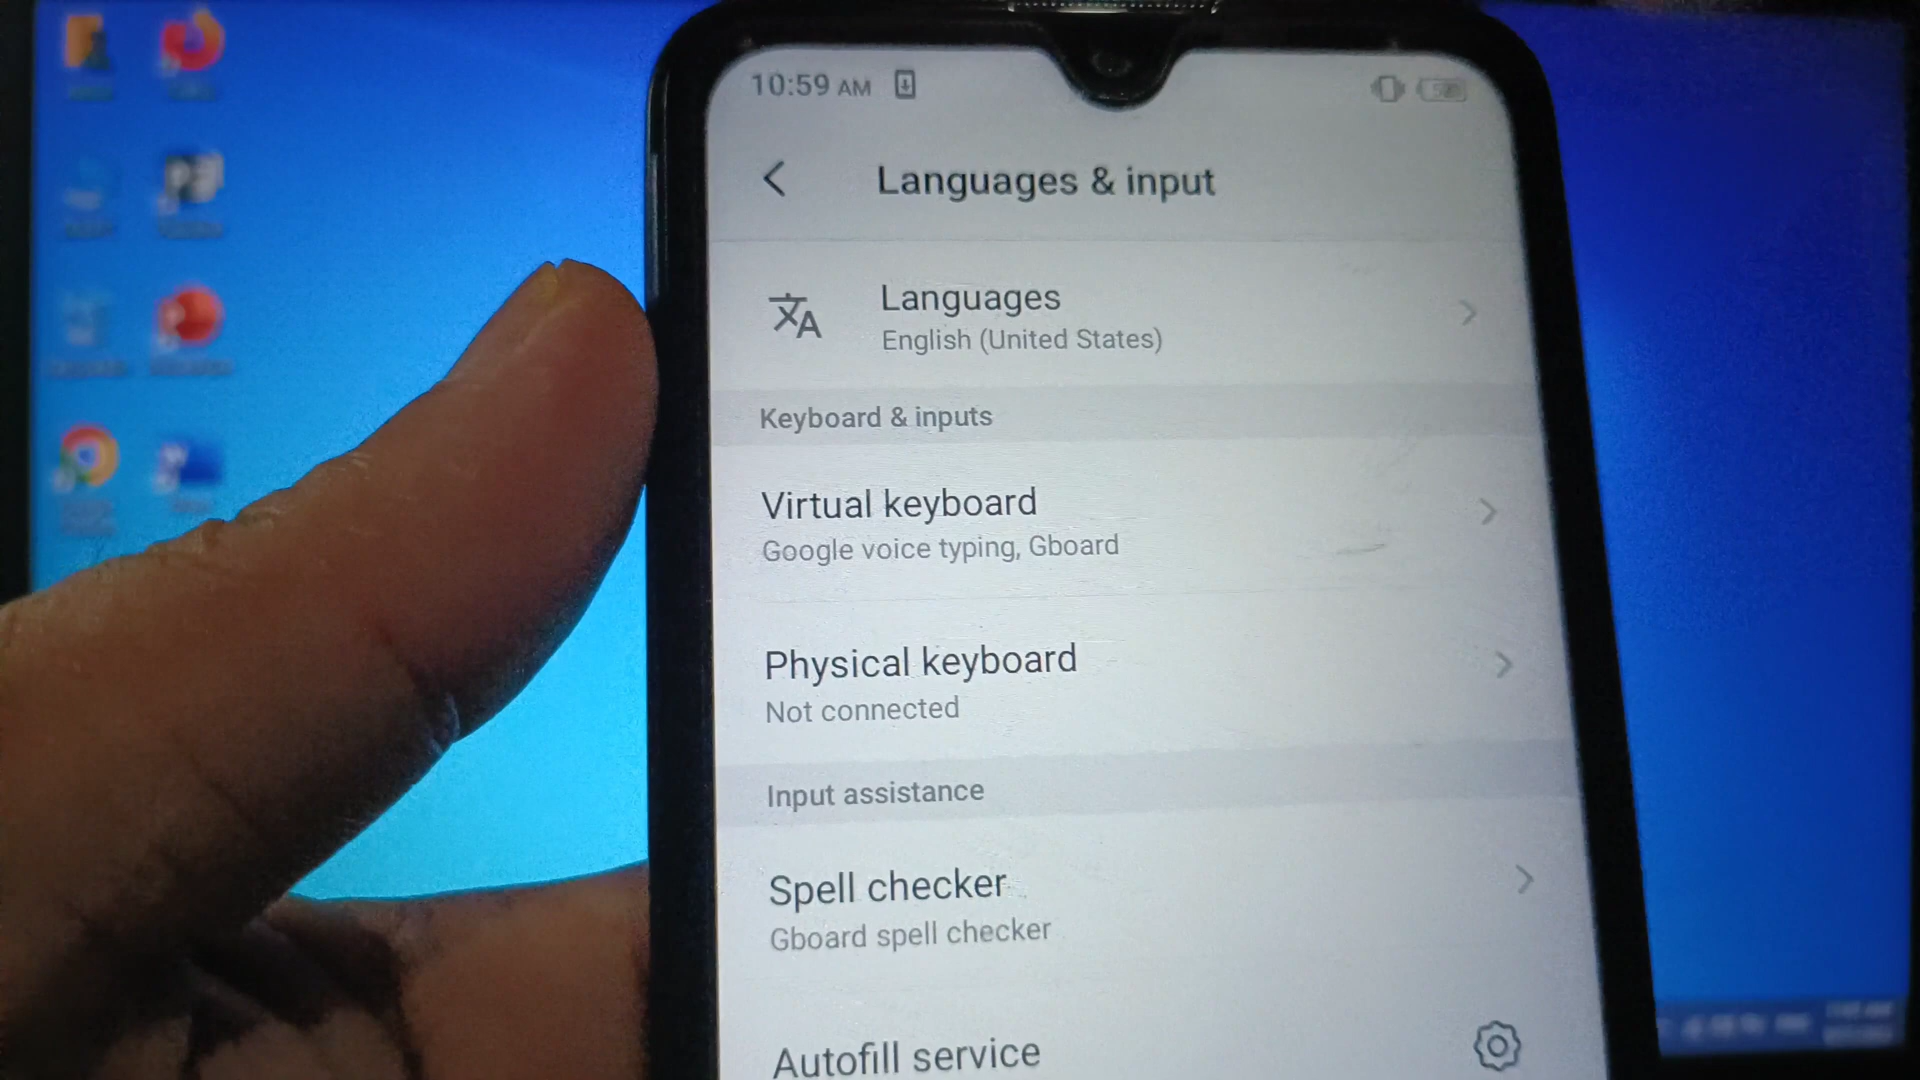 10:59 AM
Languages & input
Languages
English (United States)
Keyboard & inputs
Virtual keyboard
Google voice typing, Gboard
Physical keyboard
Not connected
Input assistance
Spell checker
Gboard spell checker
Autofill service